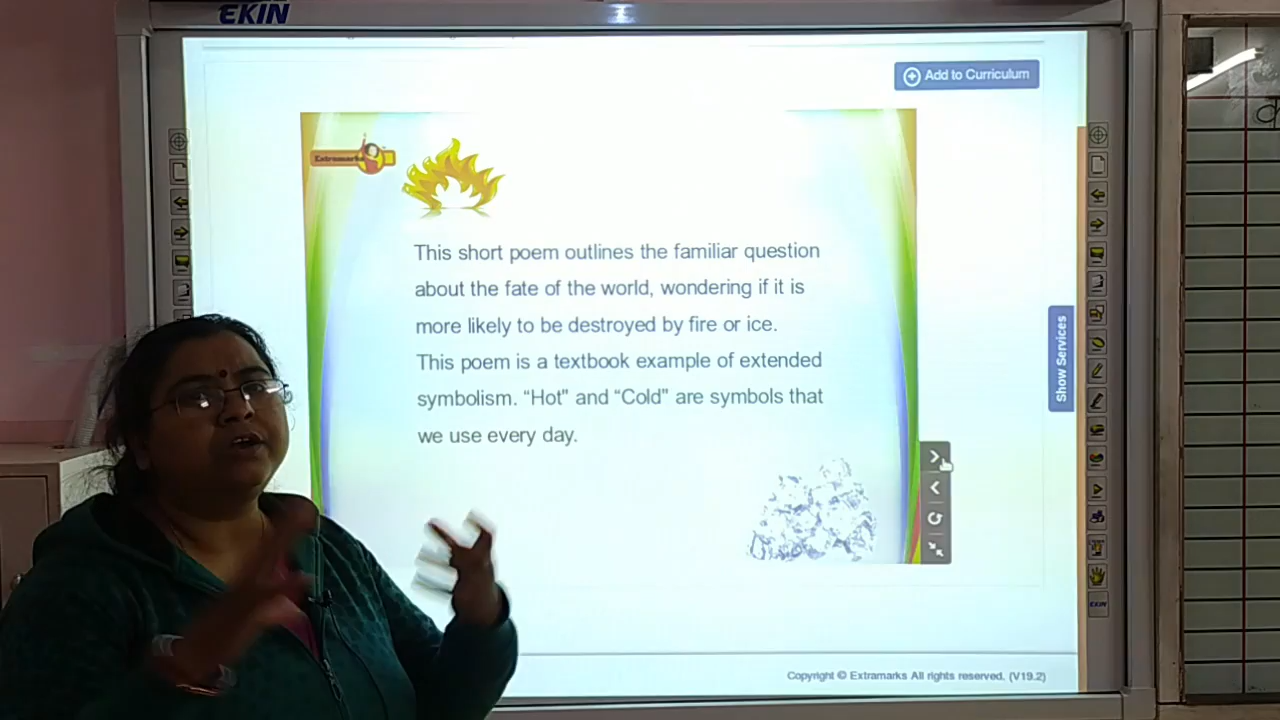 EKIN
Add to Curriculum
Extramarks
This short poem outlines the familiar question
about the fate of the world, wondering if it is
more likely to be destroyed by fire or ice.
This poem is a textbook example of extended
symbolism. “Hot” and “Cold” are symbols that
we use every day.
Show Services
EKIN
Copyright © Extramarks All rights reserved. (V19.2)